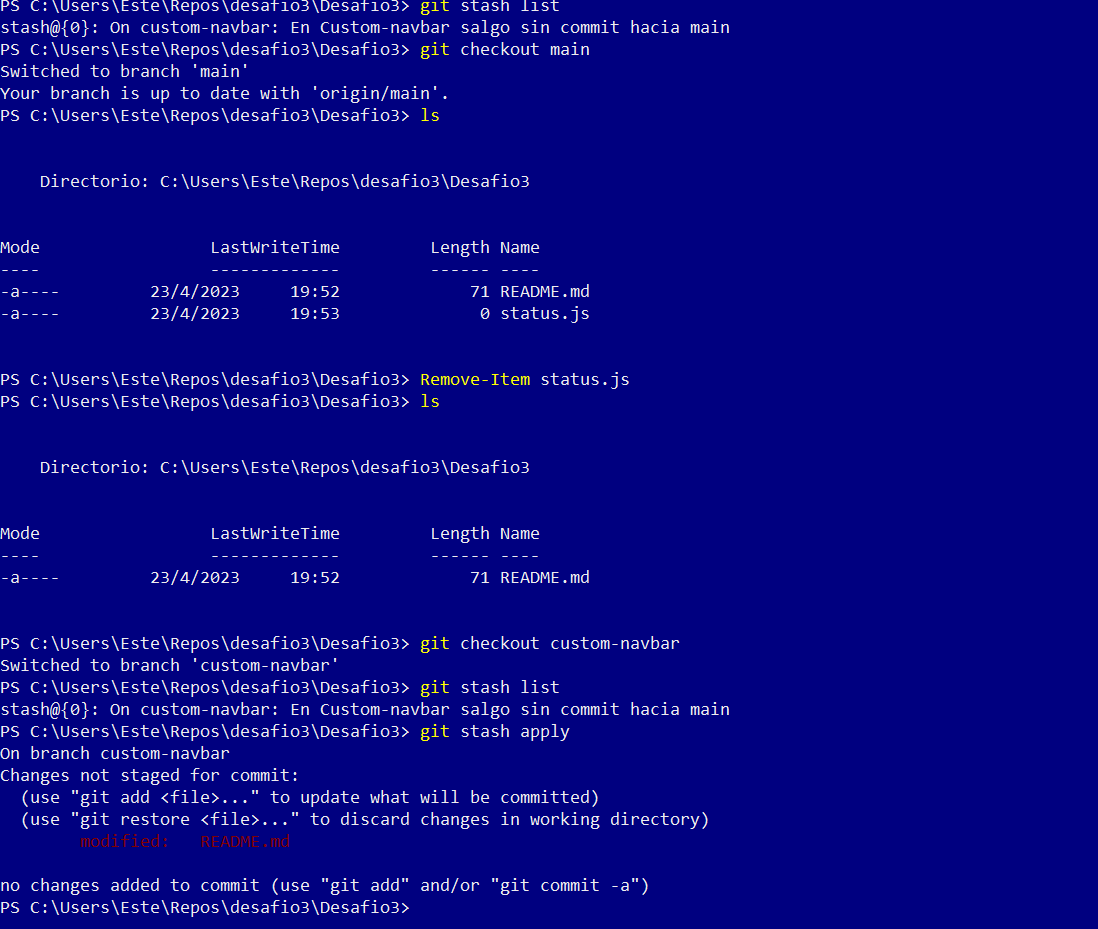 PS C:\Users\Este\Repos\desafio3\Desafio3> git stash list
stash@{0}: On custom-navbar: En Custom-navbar salgo sin commit hacia main
PS C:\Users\Este\Repos\desafio3\Desafio3> git checkout main
Switched to branch 'main'
Your branch is up to date with 'origin/main'.
PS C:\Users\Este\Repos\desafio3\Desafio3> ls
    Directorio: C:\Users\Este\Repos\desafio3\Desafio3
Mode                 LastWriteTime         Length Name
----                 -------------         ------ ----
-a----         23/4/2023     19:52             71 README.md
-a----         23/4/2023     19:53              0 status.js
PS C:\Users\Este\Repos\desafio3\Desafio3> Remove-Item status.js
PS C:\Users\Este\Repos\desafio3\Desafio3> ls
    Directorio: C:\Users\Este\Repos\desafio3\Desafio3
Mode                 LastWriteTime         Length Name
----                 -------------         ------ ----
-a----         23/4/2023     19:52             71 README.md
PS C:\Users\Este\Repos\desafio3\Desafio3> git checkout custom-navbar
Switched to branch 'custom-navbar'
PS C:\Users\Este\Repos\desafio3\Desafio3> git stash list
stash@{0}: On custom-navbar: En Custom-navbar salgo sin commit hacia main
PS C:\Users\Este\Repos\desafio3\Desafio3> git stash apply
On branch custom-navbar
Changes not staged for commit:
  (use "git add <file>..." to update what will be committed)
  (use "git restore <file>..." to discard changes in working directory)
        modified:   README.md
no changes added to commit (use "git add" and/or "git commit -a")
PS C:\Users\Este\Repos\desafio3\Desafio3>